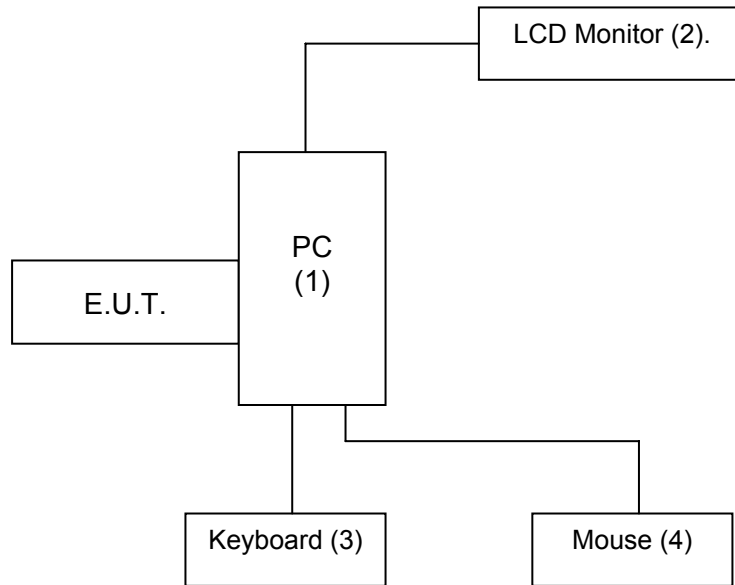 LCD Monitor (2).
PC
(1)
E.U.T.
Keyboard (3)
Mouse (4)